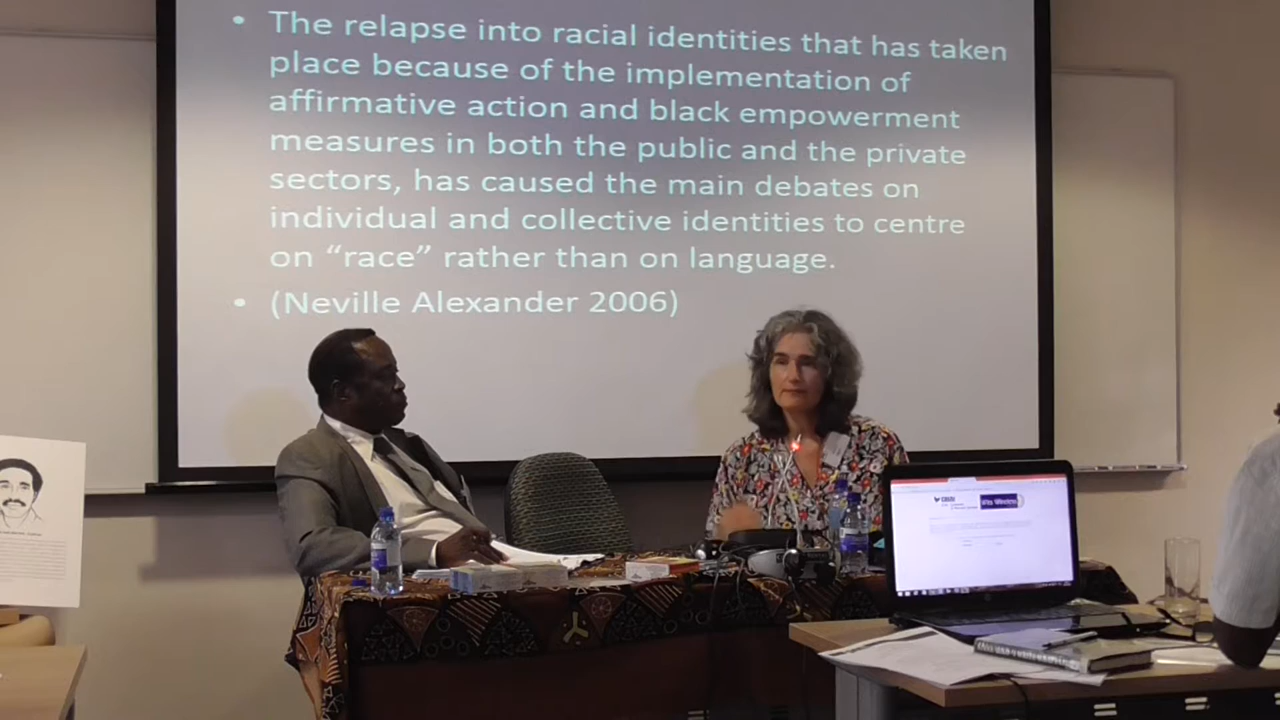 • The relapse into racial identities that has taken
place because of the implementation of
affirmative action and black empowerment
measures in both the public and the private
sectors, has caused the main debates on
individual and collective identities to centre
on “race” rather than on language.
• (Neville Alexander 2006)